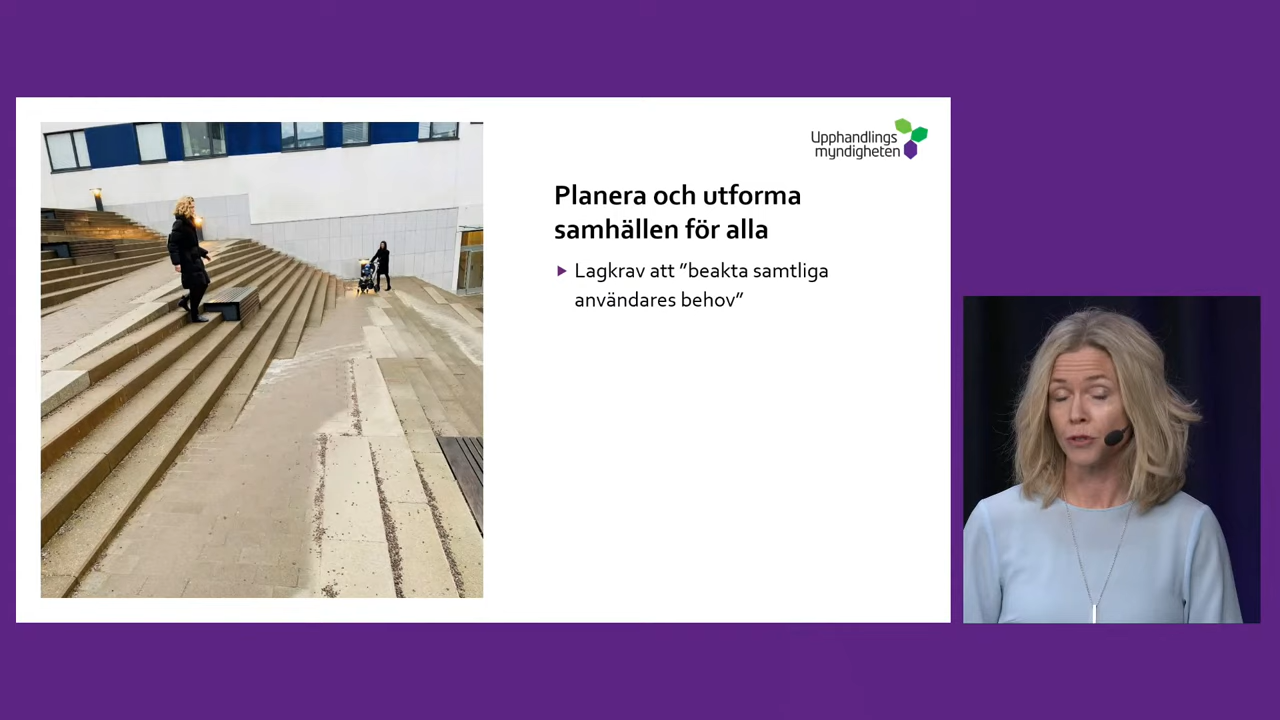 Upphandlings
myndigheten
Planera och utforma
samhällen för alla
Lagkrav att ”beakta samtliga
användares behov”